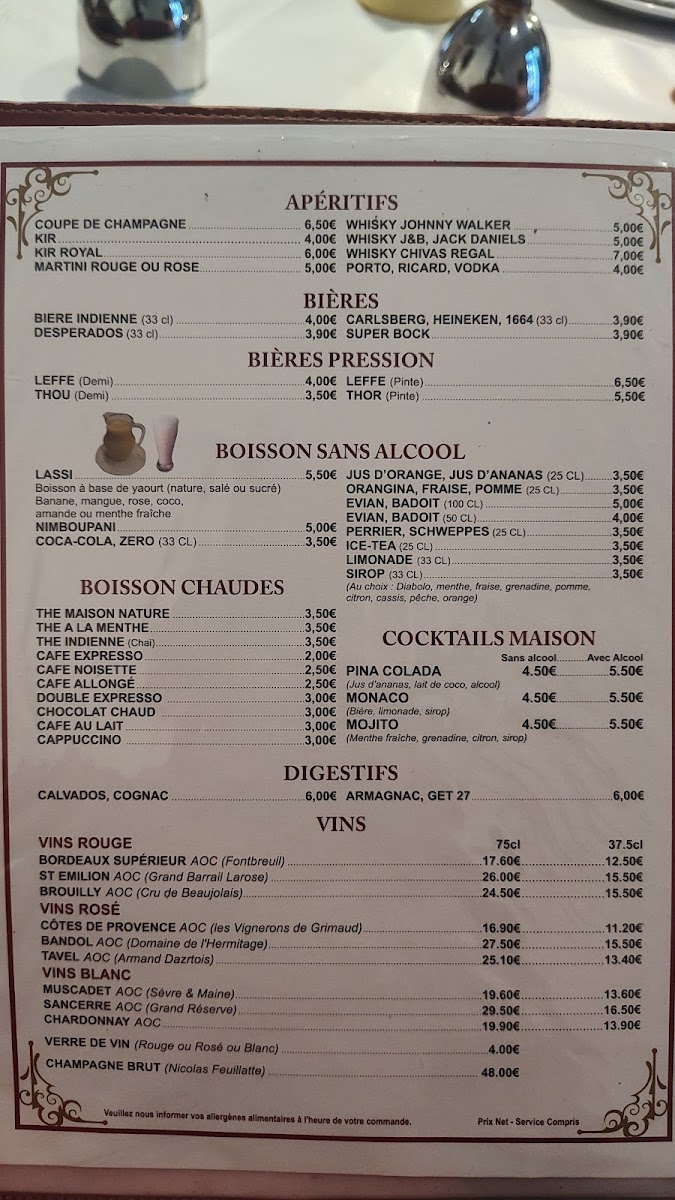 APÉRITIFS
COUPE DE CHAMPAGNE 6,50€ WHISKY JOHNNY WALKER 5,00€
KIR 4,00€ WHISKY J&B, JACK DANIELS 5,00€
KIR ROYAL 6,00€ WHISKY CHIVAS REGAL 7,00€
MARTINI ROUGE OU ROSE 5,00€ PORTO, RICARD, VODKA 4,00€
BIÈRES
BIERE INDIENNE (33 cl) 4,00€ CARLSBERG, HEINEKEN, 1664 (33 cl) 3,90€
DESPERADOS (33 cl) 3,90€ SUPER BOCK 3,90€
BIÈRES PRESSION
LEFFE (Demi) 4,00€ LEFFE (Pinte) 6,50€
THOU (Demi) 3,50€ THOR (Pinte) 5,50€
BOISSON SANS ALCOOL
LASSI 5,50€
Boisson à base de yaourt (nature, salé ou sucré)
Banane, mangue, rose, coco,
amande ou menthe fraîche
NIMBOUPANI 5,00€
COCA-COLA, ZERO (33 CL) 3,50€
JUS D'ORANGE, JUS D'ANANAS (25 CL) 3,50€
ORANGINA, FRAISE, POMME (25 CL) 3,50€
EVIAN, BADOIT (100 CL) 5,00€
EVIAN, BADOIT (50 CL) 4,00€
PERRIER, SCHWEPPES (25 CL) 3,50€
ICE-TEA (25 CL) 3,50€
LIMONADE (33 CL) 3,50€
SIROP (33 CL) 3,50€
(Au choix : Diabolo, menthe, fraise, grenadine, pomme,
citron, cassis, pêche, orange)
BOISSON CHAUDES
THE MAISON NATURE 3,50€
THE A LA MENTHE 3,50€
THE INDIENNE (Chai) 3,50€
CAFE EXPRESSO 2,00€
CAFE NOISETTE 2,50€
CAFE ALLONGÉ 2,50€
DOUBLE EXPRESSO 3,00€
CHOCOLAT CHAUD 3,00€
CAFE AU LAIT 3,00€
CAPPUCCINO 3,00€
COCKTAILS MAISON
Sans alcool Avec Alcool
PINA COLADA 4.50€ 5.50€
(Jus d'ananas, lait de coco, alcool)
MONACO 4.50€ 5.50€
(Bière, limonade, sirop)
MOJITO 4.50€ 5.50€
(Menthe fraîche, grenadine, citron, sirop)
DIGESTIFS
CALVADOS, COGNAC 6,00€ ARMAGNAC, GET 27 6,00€
VINS
VINS ROUGE 75cl 37.5cl
BORDEAUX SUPÉRIEUR AOC (Fontbreuil) 17.60€ 12.50€
ST EMILION AOC (Grand Barrail Larose) 26.00€ 15.50€
BROUILLY AOC (Cru de Beaujolais) 24.50€ 15.50€
VINS ROSÉ
CÔTES DE PROVENCE AOC (les Vignerons de Grimaud) 16.90€ 11.20€
BANDOL AOC (Domaine de l'Hermitage) 27.50€ 15.50€
TAVEL AOC (Armand Dazrtois) 25.10€ 13.40€
VINS BLANC
MUSCADET AOC (Sèvre & Maine) 19.60€ 13.60€
SANCERRE AOC (Grand Réserve) 29.50€ 16.50€
CHARDONNAY AOC 19.90€ 13.90€
VERRE DE VIN (Rouge ou Rosé ou Blanc) 4.00€
CHAMPAGNE BRUT (Nicolas Feuillatte) 48.00€
Veuillez nous informer vos allergènes alimentaires à l'heure de votre commande. Prix Net - Service Compris